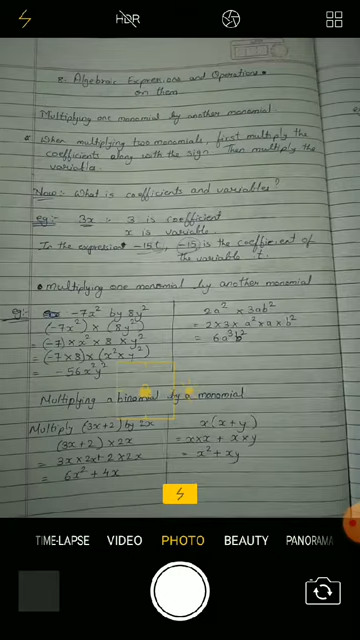 HDR
8. Algebraic Expressions and Operations
on them
Multiplying one monomial by another monomial
When multiplying two monomials, first multiply the
coefficients along with the sign. Then multiply the
variable.
Now:- What is coefficients and variables?
eg:- 3x : 3 is coefficient
x is variable.
In the expression -15t, -15 is the coefficient of
the variable t.
• Multiplying one monomial by another monomial
eg:- -7x² by 8y²
(-7x²) × (8y²)
= (-7) × x² × 8 × y²
= (-7×8) × (x² × y²)
= -56x²y²
2a² × 3ab²
= 2 × 3 × a² × a × b²
= 6a³b²
Multiplying a binomial by a monomial
Multiply (3x+2) by 2x
(3x+2) × 2x
= 3x × 2x + 2 × 2x
= 6x² + 4x
x(x+y)
= x×x + x×y
= x² + xy
TIME-LAPSE VIDEO PHOTO BEAUTY PANORAMA